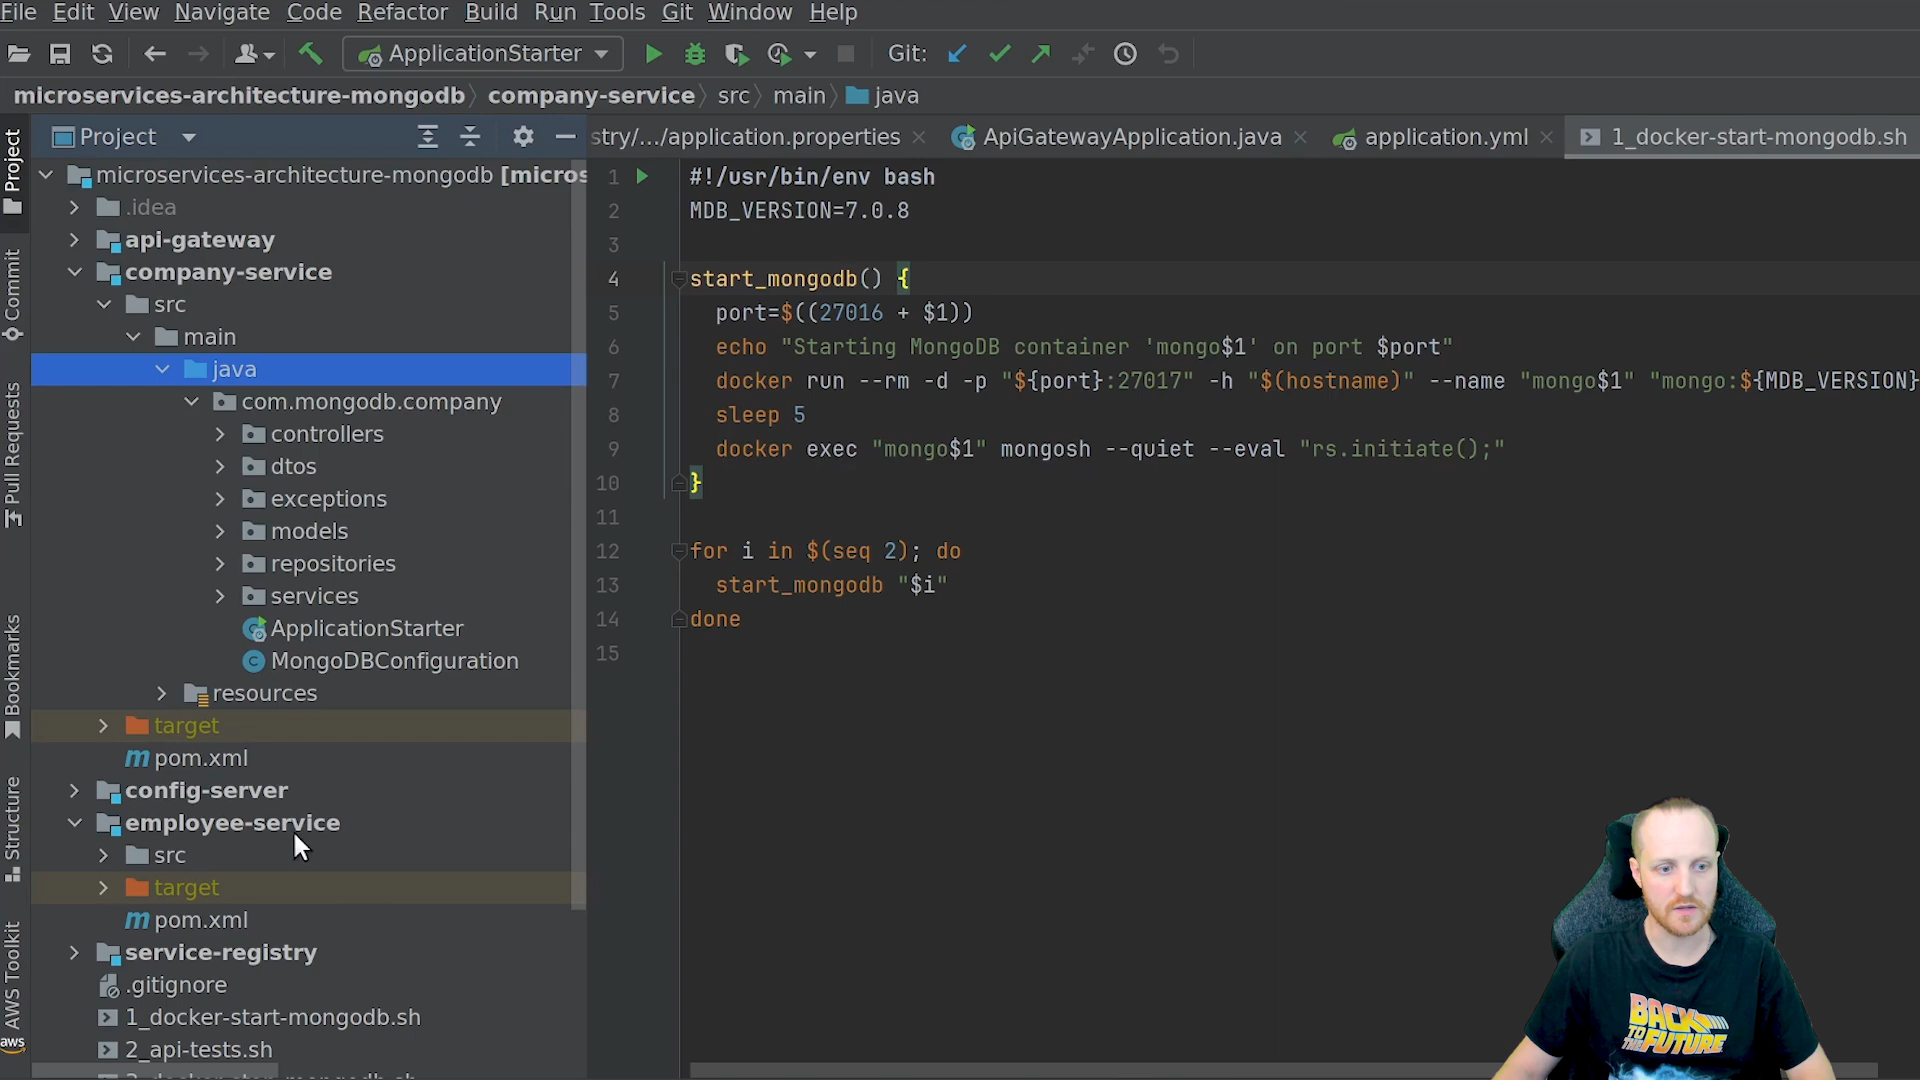 File Edit View Navigate Code Refactor Build Run Tools Git Window Help
ApplicationStarter Git:
microservices-architecture-mongodb company-service src main java
Project stry/.../application.properties ApiGatewayApplication.java application.yml 1_docker-start-mongodb.sh
Project
Commit
Pull Requests
Bookmarks
Structure
AWS Toolkit
aws
microservices-architecture-mongodb [micros
.idea
api-gateway
company-service
src
main
java
com.mongodb.company
controllers
dtos
exceptions
models
repositories
services
ApplicationStarter
MongoDBConfiguration
resources
target
pom.xml
config-server
employee-service
src
target
pom.xml
service-registry
.gitignore
1_docker-start-mongodb.sh
2_api-tests.sh
1 #!/usr/bin/env bash
2 MDB_VERSION=7.0.8
3
4 start_mongodb() {
5 port=$((27016 + $1))
6 echo "Starting MongoDB container 'mongo$1' on port $port"
7 docker run --rm -d -p "${port}:27017" -h "$(hostname)" --name "mongo$1" "mongo:${MDB_VERSION}
8 sleep 5
9 docker exec "mongo$1" mongosh --quiet --eval "rs.initiate();"
10 }
11
12 for i in $(seq 2); do
13 start_mongodb "$i"
14 done
15
BACK
TO THE
FUTURE